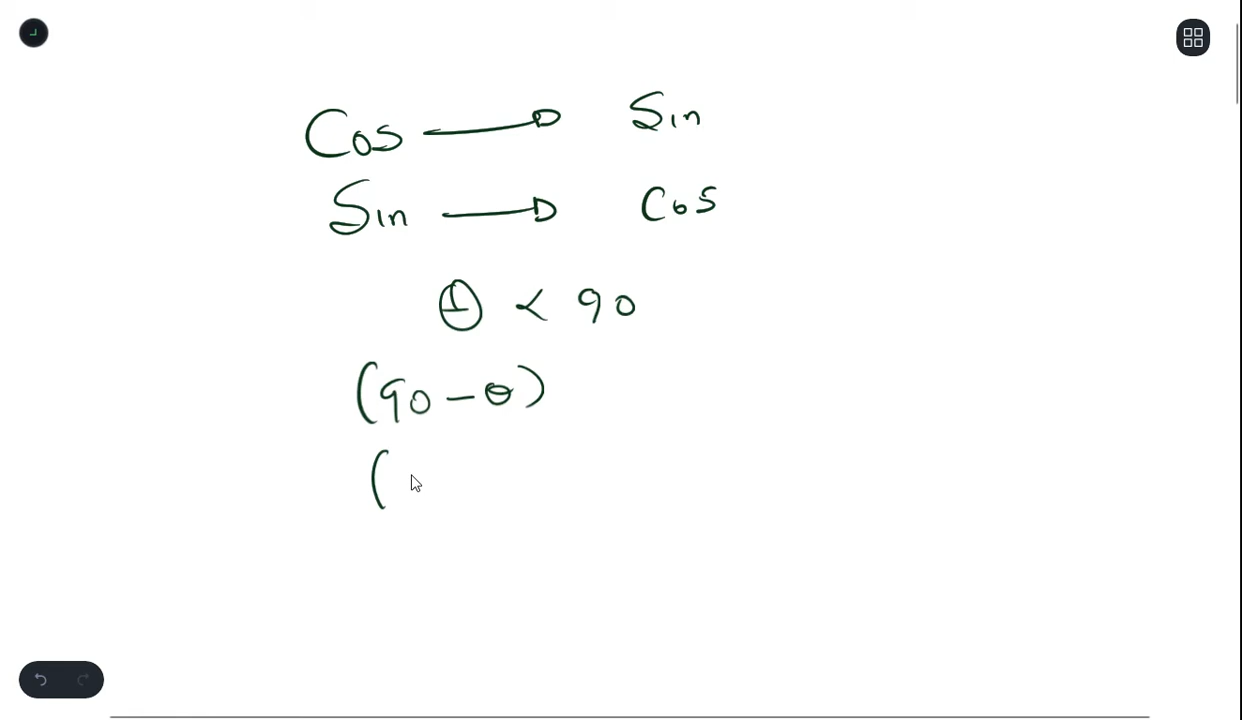 Cos → Sin
Sin → Cos
θ < 90
(90 - θ)
(